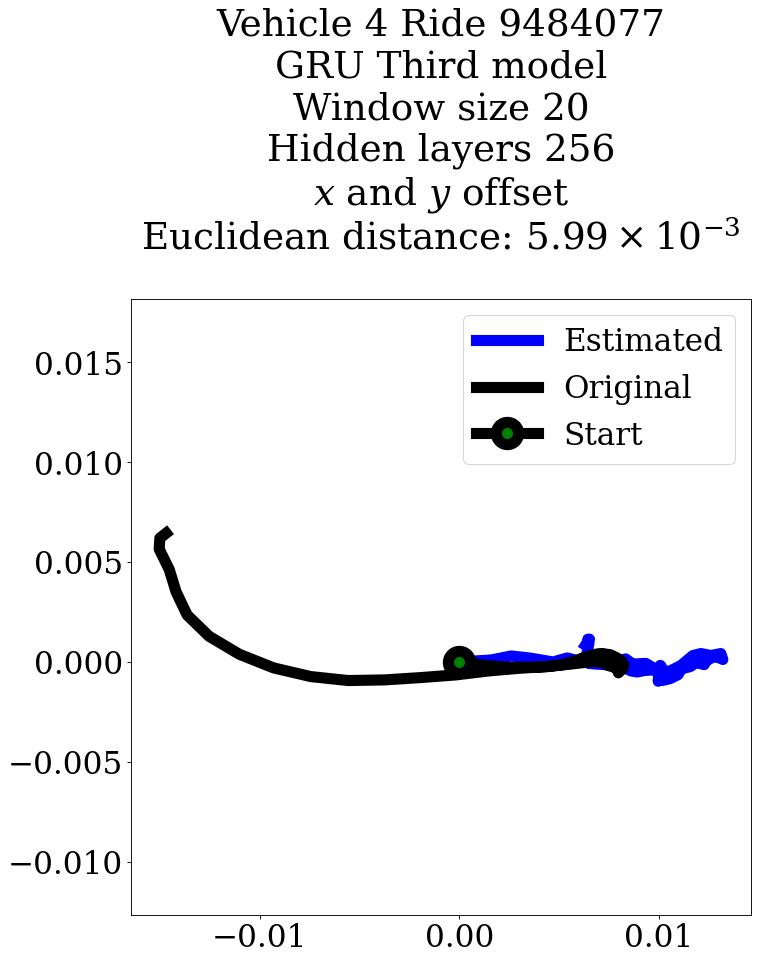 Vehicle 4 Ride 9484077
GRU Third model
Window size 20
Hidden layers 256
x and y offset
Euclidean distance: 5.99 × 10⁻³
Estimated
Original
Start
0.015
0.010
0.005
0.000
−0.005
−0.010
−0.01
0.00
0.01